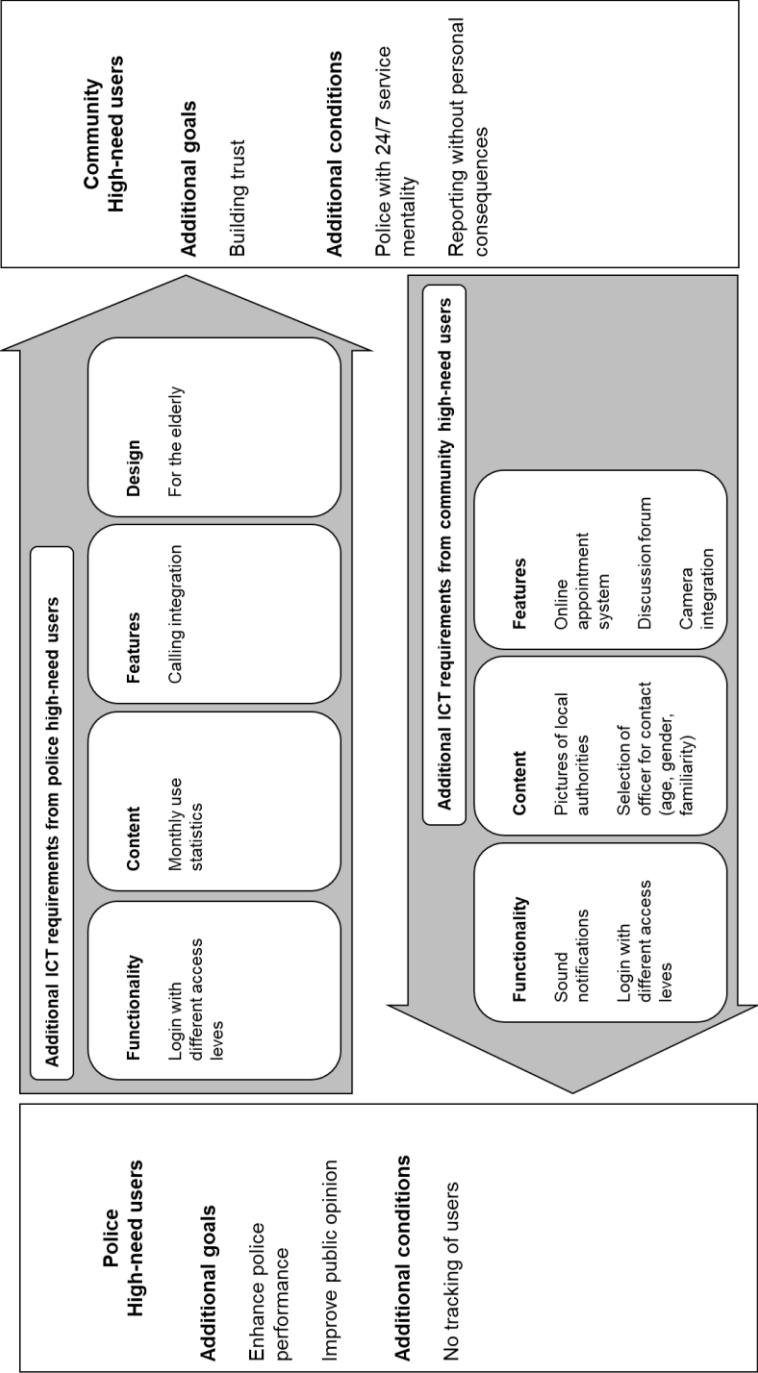 Police
High-need users
Additional goals
Enhance police
performance
Improve public opinion
Additional conditions
No tracking of users
Additional ICT requirements from police high-need users
Functionality
Login with
different access
leves
Content
Monthly use
statistics
Features
Calling integration
Design
For the elderly
Additional ICT requirements from community high-need users
Functionality
Sound
notifications
Login with
different access
leves
Content
Pictures of local
authorities
Selection of
officer for contact
(age, gender,
familiarity)
Features
Online
appointment
system
Discussion forum
Camera
integration
Community
High-need users
Additional goals
Building trust
Additional conditions
Police with 24/7 service
mentality
Reporting without personal
consequences